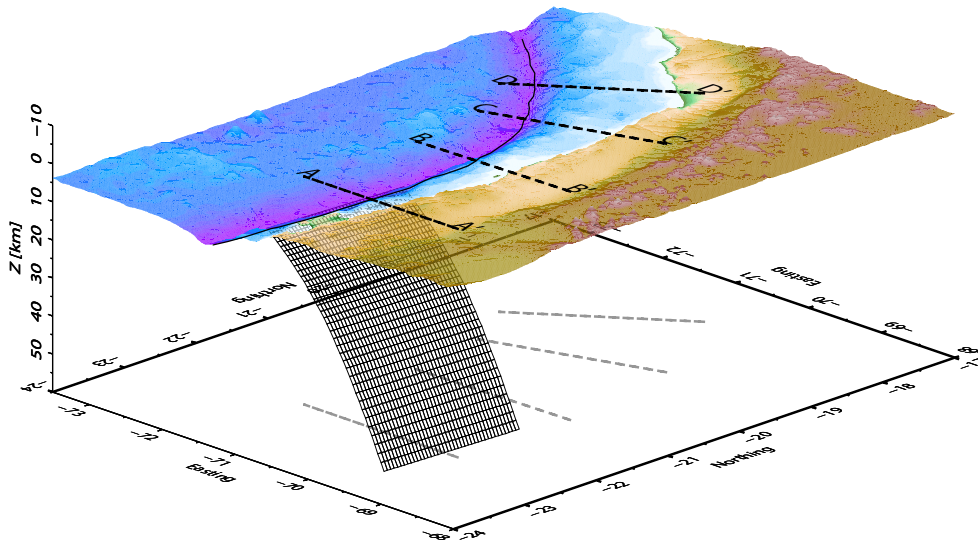 D
D'
C
C'
B
B'
A
A'
−10
0
10
20
30
40
50
Z [km]
−24
−23
−22
−21
Northing
−73
−72
−71
−70
−69
−68
Easting
−72
−71
−70
−69
Easting
−24
−23
−22
−21
−20
−19
−18
Northing